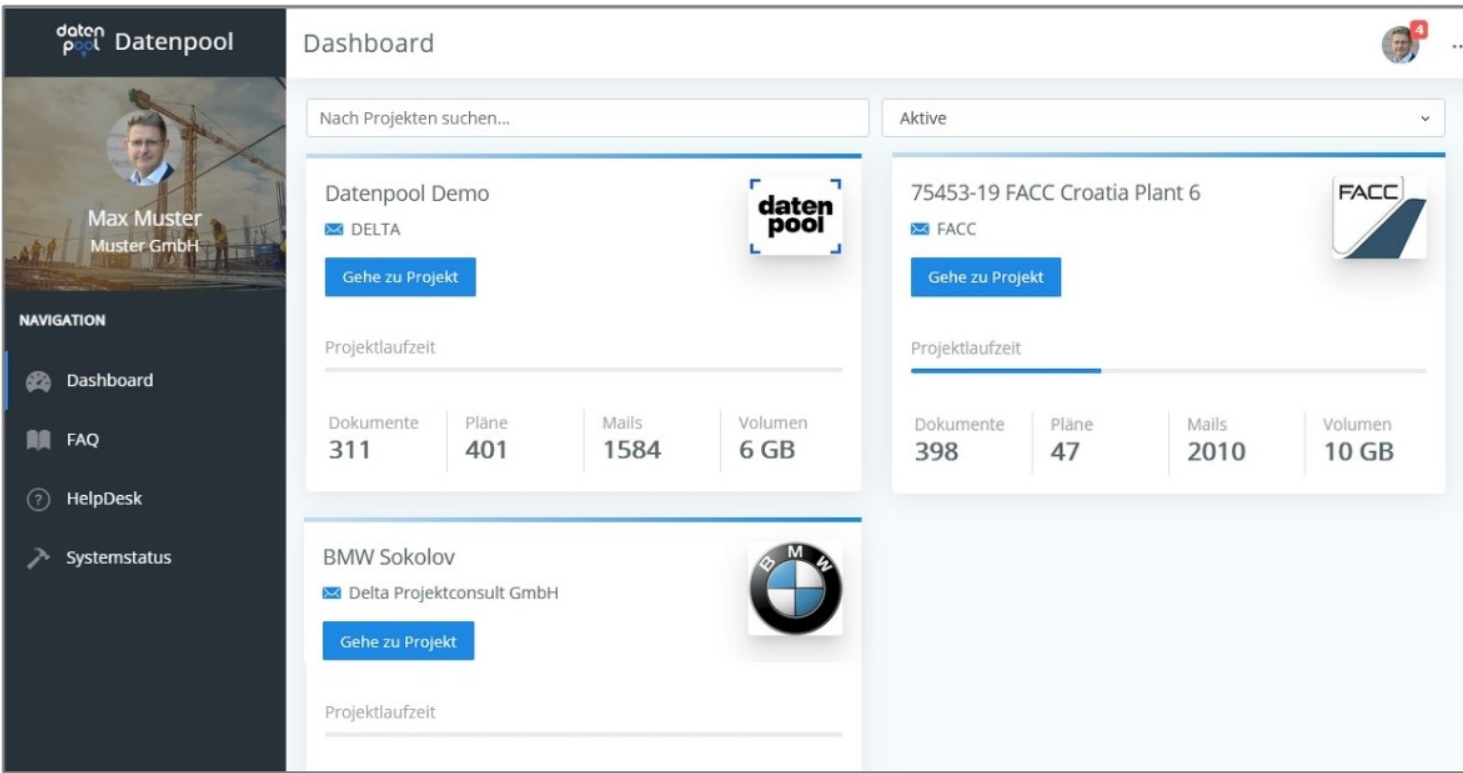 daten
pool
Datenpool
Dashboard
4
Max Muster
Muster GmbH
NAVIGATION
Dashboard
FAQ
HelpDesk
Systemstatus
Nach Projekten suchen...
Aktive
Datenpool Demo
DELTA
Gehe zu Projekt
daten
pool
Projektlaufzeit
Dokumente Pläne Mails Volumen
311 401 1584 6 GB
75453-19 FACC Croatia Plant 6
FACC
Gehe zu Projekt
FACC
Projektlaufzeit
Dokumente Pläne Mails Volumen
398 47 2010 10 GB
BMW Sokolov
Delta Projektconsult GmbH
Gehe zu Projekt
BMW
Projektlaufzeit